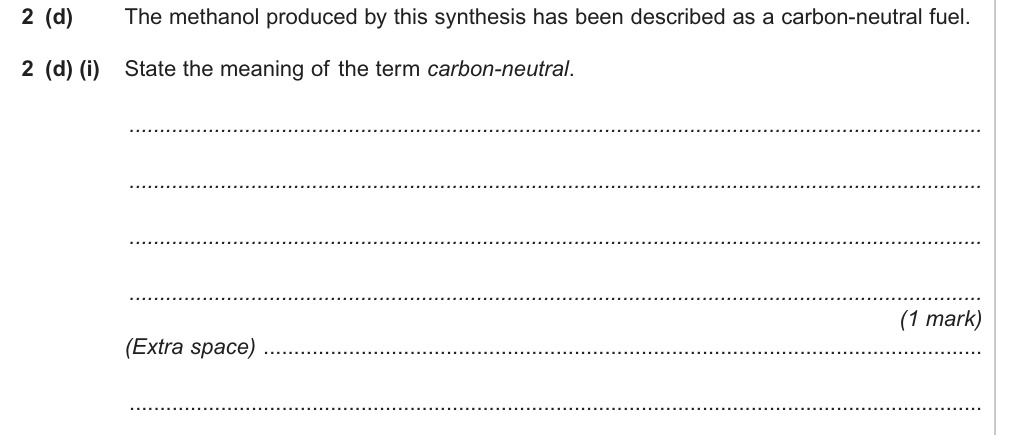 2 (d) The methanol produced by this synthesis has been described as a carbon-neutral fuel.
2 (d) (i) State the meaning of the term carbon-neutral.
(1 mark)
(Extra space)